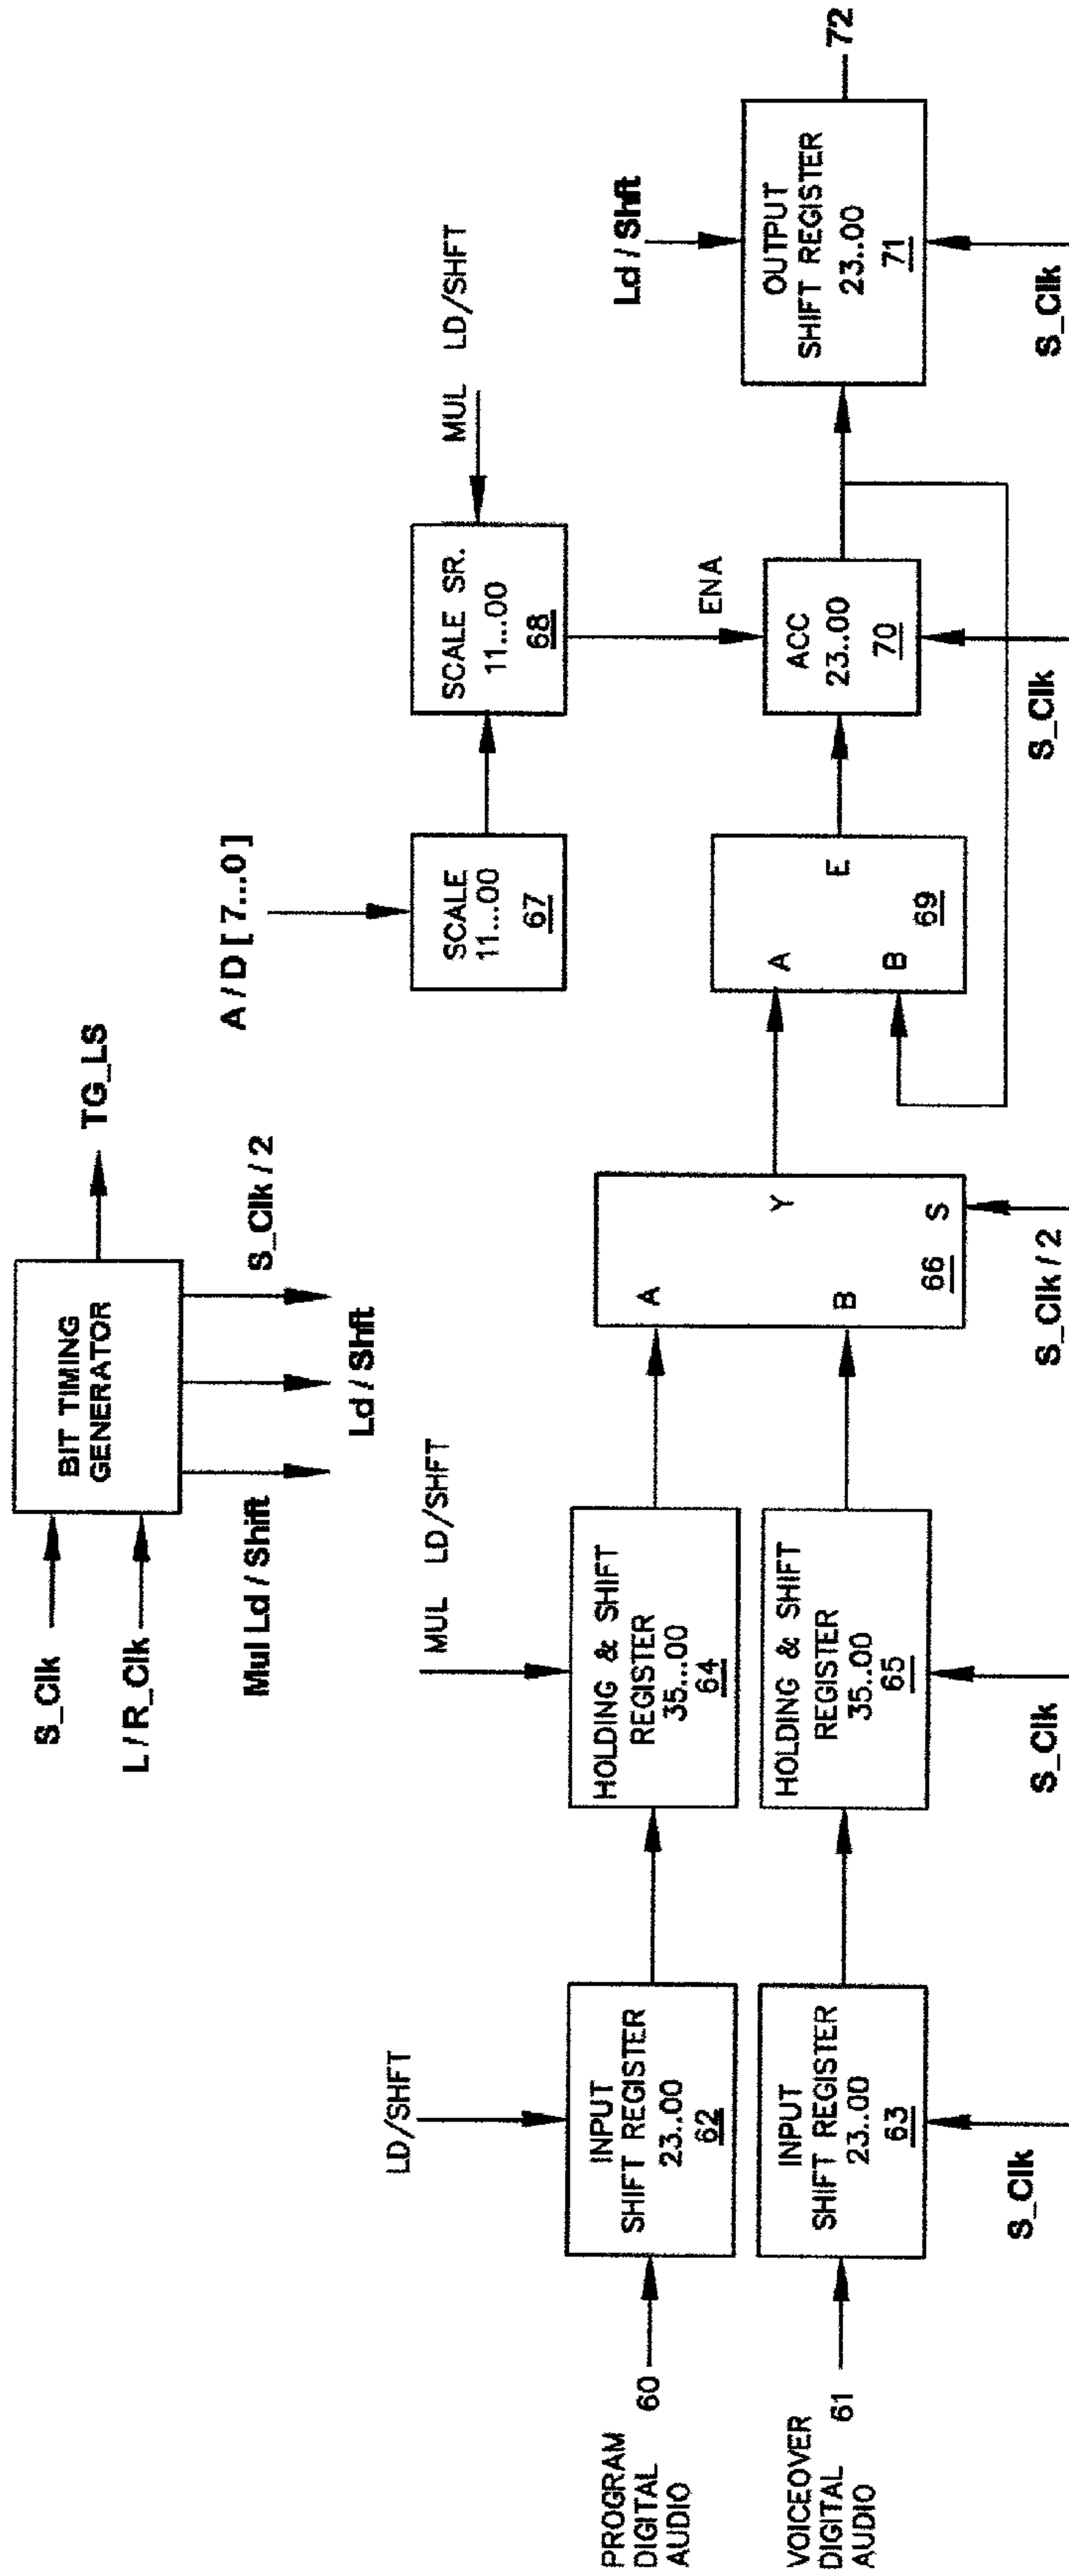 S_Clk
L/R_Clk
BIT TIMING
GENERATOR
TG_LS
Mul Ld / Shift
Ld / Shft
S_Clk / 2
PROGRAM
DIGITAL
AUDIO
60
VOICEOVER
DIGITAL
AUDIO
61
LD/SHFT
INPUT
SHIFT REGISTER
23..00
62
INPUT
SHIFT REGISTER
23..00
63
S_Clk
MUL LD/SHFT
HOLDING & SHIFT
REGISTER
35...00
64
HOLDING & SHIFT
REGISTER
35...00
65
S_Clk
A
Y
B
S
66
S_Clk / 2
A/D [ 7...0 ]
SCALE
11...00
67
SCALE SR.
11...00
68
MUL LD/SHFT
A
E
B
69
ENA
ACC
23..00
70
S_Clk
Ld / Shft
OUTPUT
SHIFT REGISTER
23..00
71
72
S_Clk